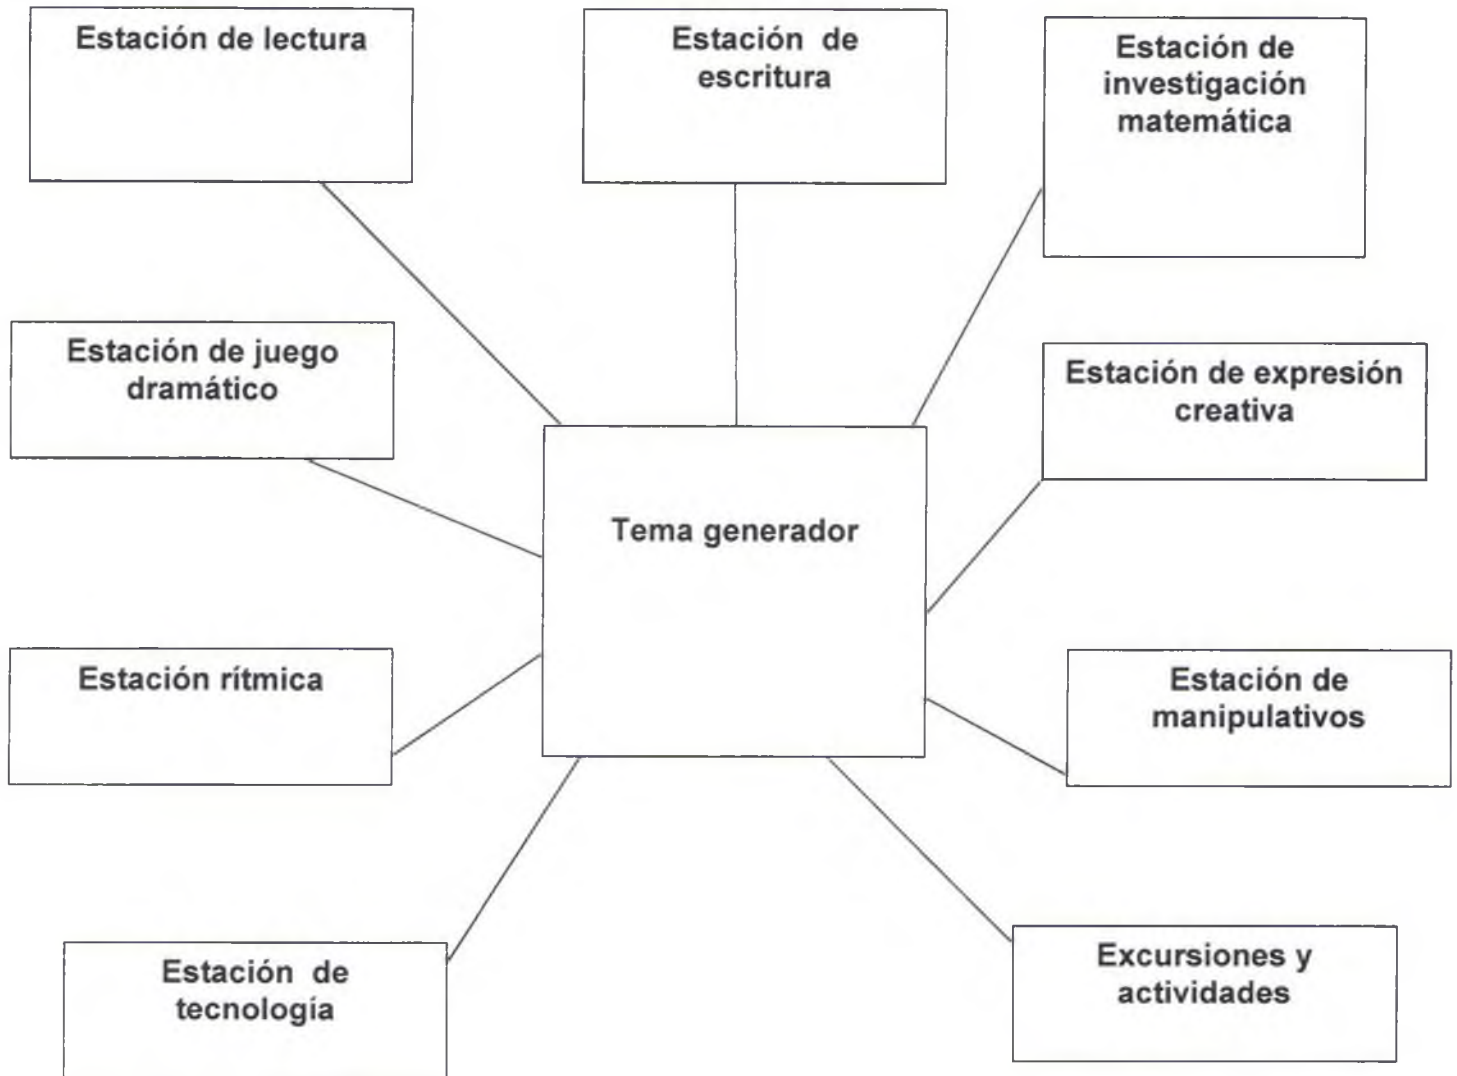 Estación de lectura
Estación de
escritura
Estación de
investigación
matemática
Estación de juego
dramático
Estación de expresión
creativa
Tema generador
Estación rítmica
Estación de
manipulativos
Estación de
tecnología
Excursiones y
actividades